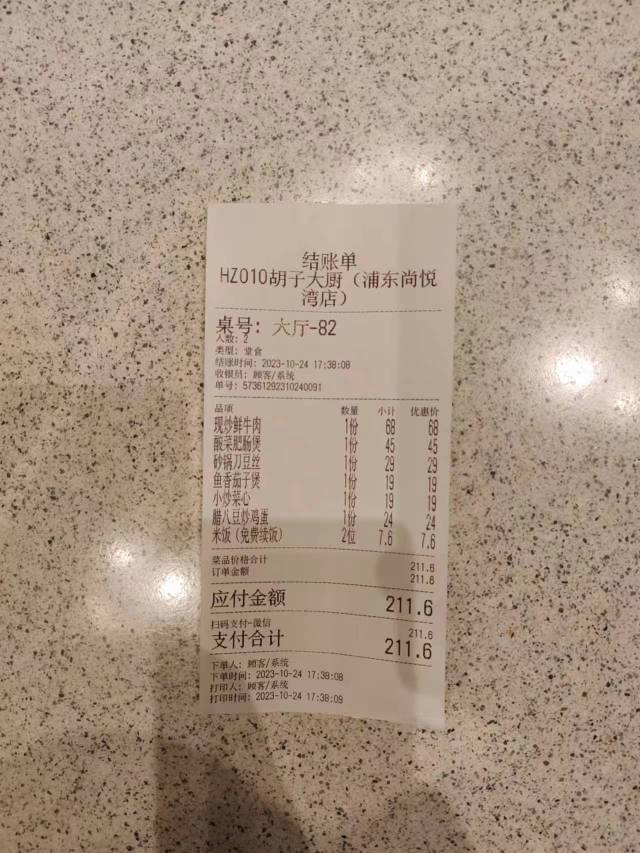 结账单
HZ010胡子大厨（浦东尚悦
湾店）
桌号：大厅-82
人数：2
类型：堂食
结账时间：2023-10-24 17:38:08
收银员：顾客/系统
单号：57361292310240091
品项 数量 小计 优惠价
现炒鲜牛肉 1份 68 68
酸菜肥肠煲 1份 45 45
砂锅刀豆丝 1份 29 29
鱼香茄子煲 1份 19 19
小炒菜心 1份 19 19
腊八豆炒鸡蛋 1份 24 24
米饭（免费续饭） 2位 7.6 7.6
菜品价格合计 211.6
订单金额 211.6
应付金额 211.6
扫码支付-微信 211.6
支付合计 211.6
下单人：顾客/系统
下单时间：2023-10-24 17:38:08
打印人：顾客/系统
打印时间：2023-10-24 17:38:09